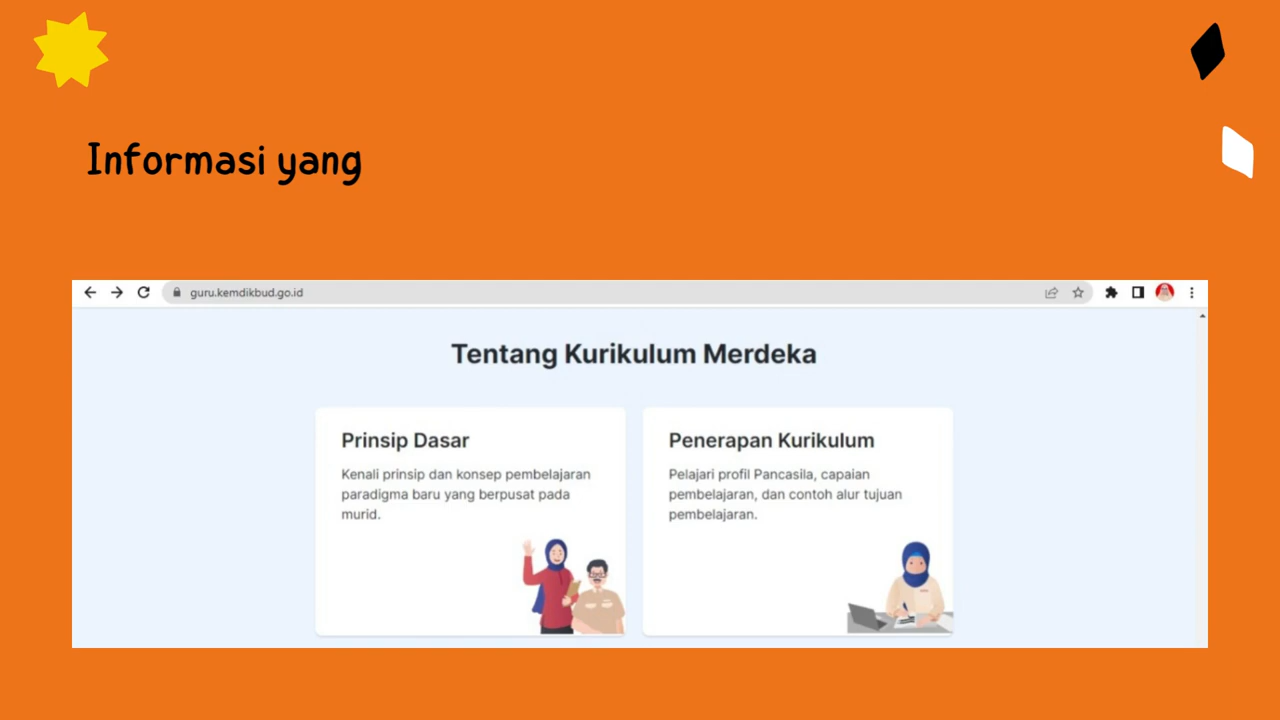 Informasi yang
guru.kemdikbud.go.id
Tentang Kurikulum Merdeka
Prinsip Dasar
Kenali prinsip dan konsep pembelajaran
paradigma baru yang berpusat pada
murid.
Penerapan Kurikulum
Pelajari profil Pancasila, capaian
pembelajaran, dan contoh alur tujuan
pembelajaran.